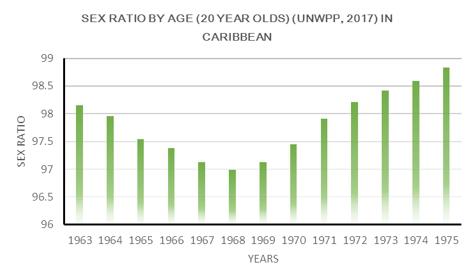 SEX RATIO BY AGE (20 YEAR OLDS) (UNWPP, 2017) IN
CARIBBEAN
99
98.5
98
97.5
97
96.5
96
SEX RATIO
1963 1964 1965 1966 1967 1968 1969 1970 1971 1972 1973 1974 1975
YEARS